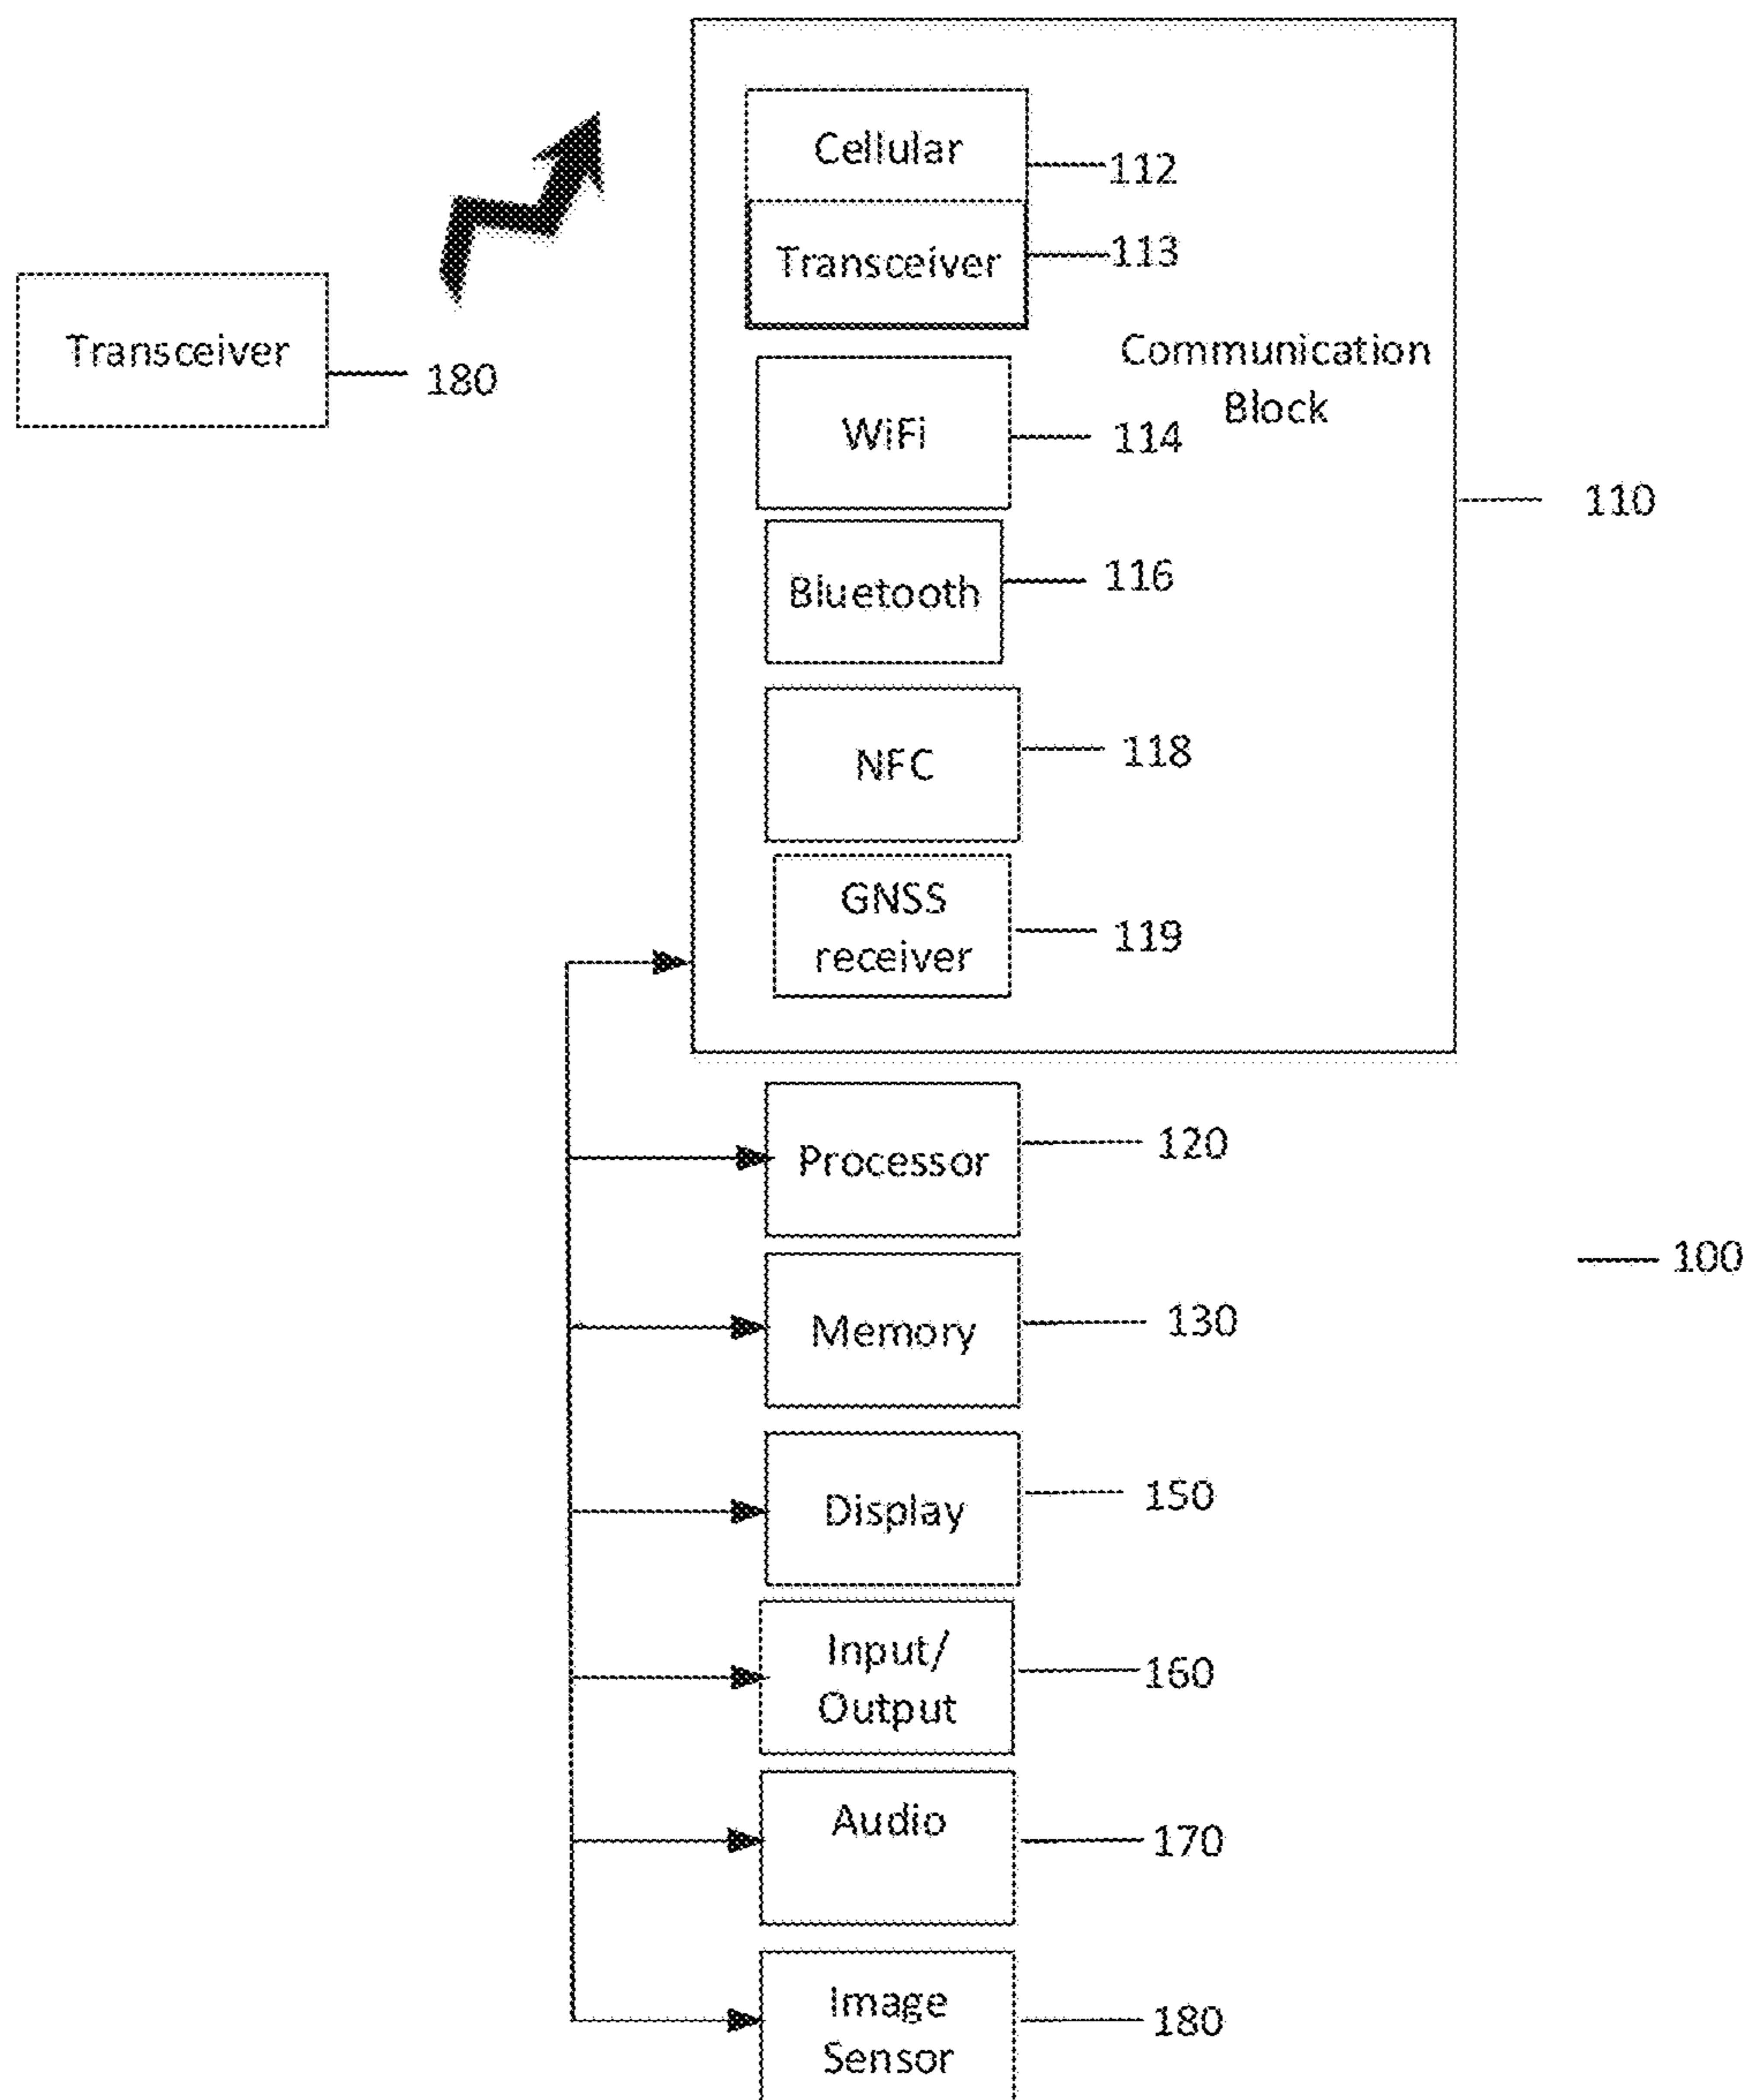 Cellular
112
Transceiver
113
Transceiver
180
Communication
Block
WiFi
114
110
Bluetooth
116
NFC
118
GNSS
receiver
119
Processor
120
100
Memory
130
Display
150
Input/
Output
160
Audio
170
Image
Sensor
180